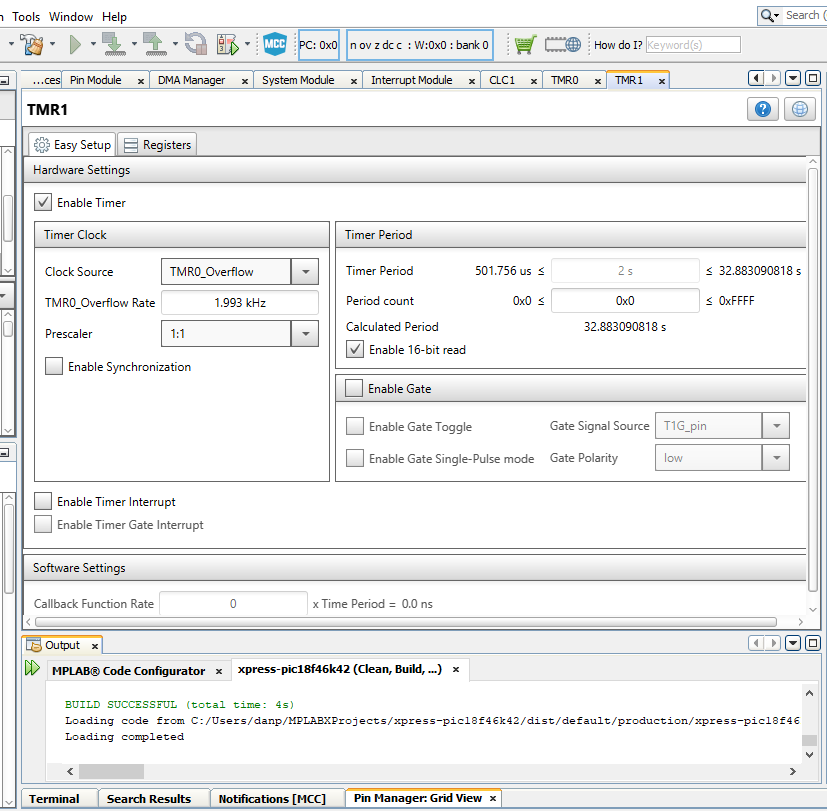 Tools Window Help
Search (
PC: 0x0
n ov z dc c : W:0x0 : bank 0
How do I? Keyword(s)
...ces Pin Module × DMA Manager × System Module × Interrupt Module × CLC1 × TMR0 × TMR1 ×
TMR1
Easy Setup Registers
Hardware Settings
Enable Timer
Timer Clock
Clock Source TMR0_Overflow
TMR0_Overflow Rate 1.993 kHz
Prescaler 1:1
Enable Synchronization
Timer Period
Timer Period 501.756 us ≤ 2 s ≤ 32.883090818 s
Period count 0x0 ≤ 0x0 ≤ 0xFFFF
Calculated Period 32.883090818 s
Enable 16-bit read
Enable Gate
Enable Gate Toggle Gate Signal Source T1G_pin
Enable Gate Single-Pulse mode Gate Polarity low
Enable Timer Interrupt
Enable Timer Gate Interrupt
Software Settings
Callback Function Rate 0 x Time Period = 0.0 ns
Output ×
MPLAB® Code Configurator × xpress-pic18f46k42 (Clean, Build, ...) ×
BUILD SUCCESSFUL (total time: 4s)
Loading code from C:/Users/danp/MPLABXProjects/xpress-pic18f46k42/dist/default/production/xpress-pic18f46
Loading completed
Terminal Search Results Notifications [MCC] Pin Manager: Grid View ×